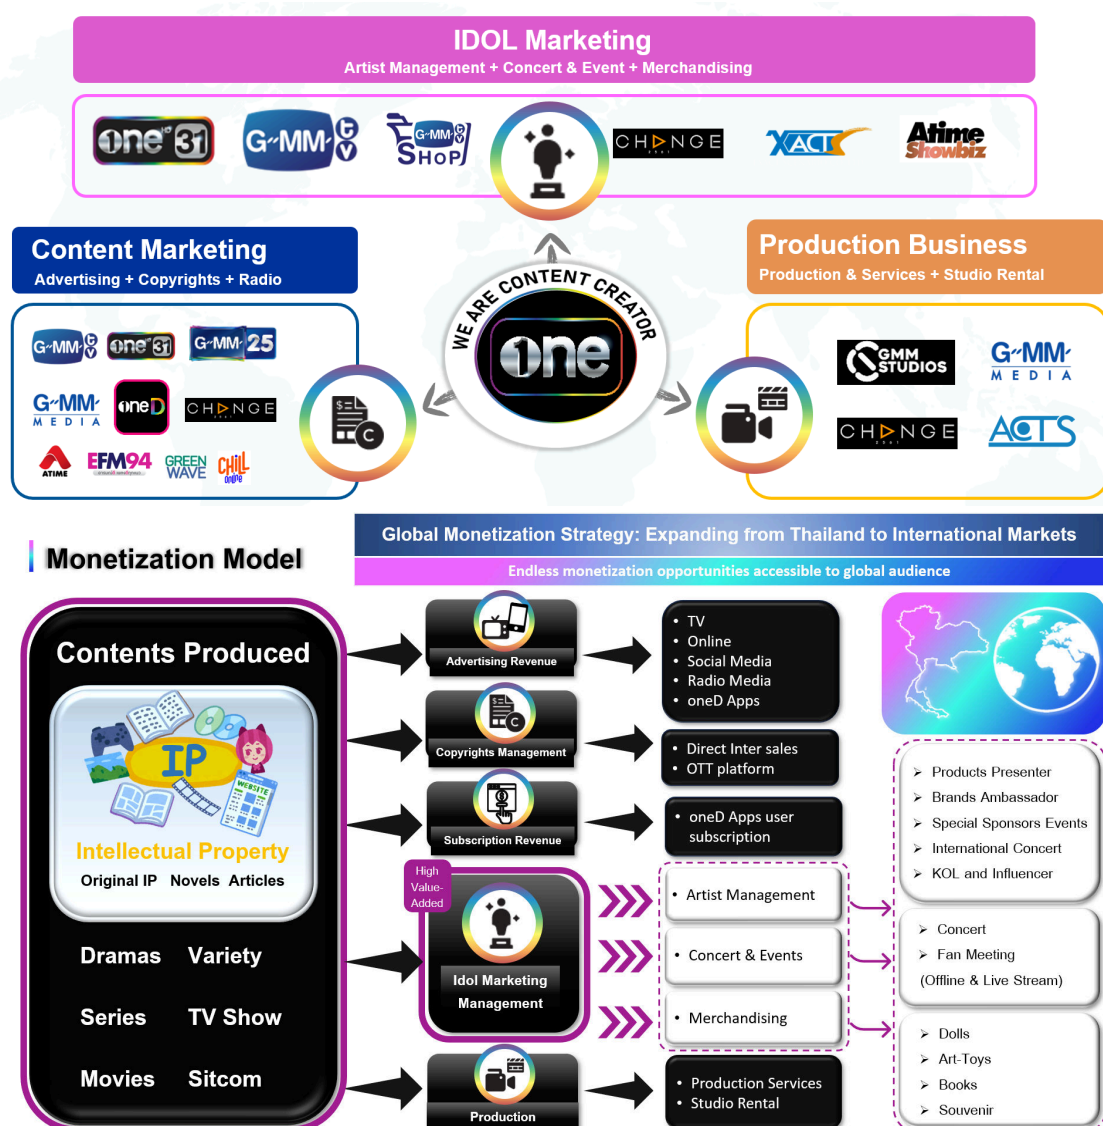 IDOL Marketing
Artist Management + Concert & Event + Merchandising
one 31
GMM tv
GMM tv SHOP
CHANGE 2561
XACT
Atime Showbiz
Content Marketing
Advertising + Copyrights + Radio
GMM tv
one 31
GMM 25
GMM MEDIA
oneD
CHANGE 2561
ATIME
EFM94
GREEN WAVE
CHILL online
WE ARE CONTENT CREATOR
one
Production Business
Production & Services + Studio Rental
GMM STUDIOS
GMM MEDIA
CHANGE 2561
ACTS
Monetization Model
Global Monetization Strategy: Expanding from Thailand to International Markets
Endless monetization opportunities accessible to global audience
Contents Produced
IP
WEBSITE
Intellectual Property
Original IP Novels Articles
Dramas Variety
Series TV Show
Movies Sitcom
Advertising Revenue
• TV
• Online
• Social Media
• Radio Media
• oneD Apps
Copyrights Management
• Direct Inter sales
• OTT platform
Subscription Revenue
• oneD Apps user
subscription
High
Value-
Added
Idol Marketing
Management
• Artist Management
• Concert & Events
• Merchandising
Production
• Production Services
• Studio Rental
➢ Products Presenter
➢ Brands Ambassador
➢ Special Sponsors Events
➢ International Concert
➢ KOL and Influencer
➢ Concert
➢ Fan Meeting
(Offline & Live Stream)
➢ Dolls
➢ Art-Toys
➢ Books
➢ Souvenir